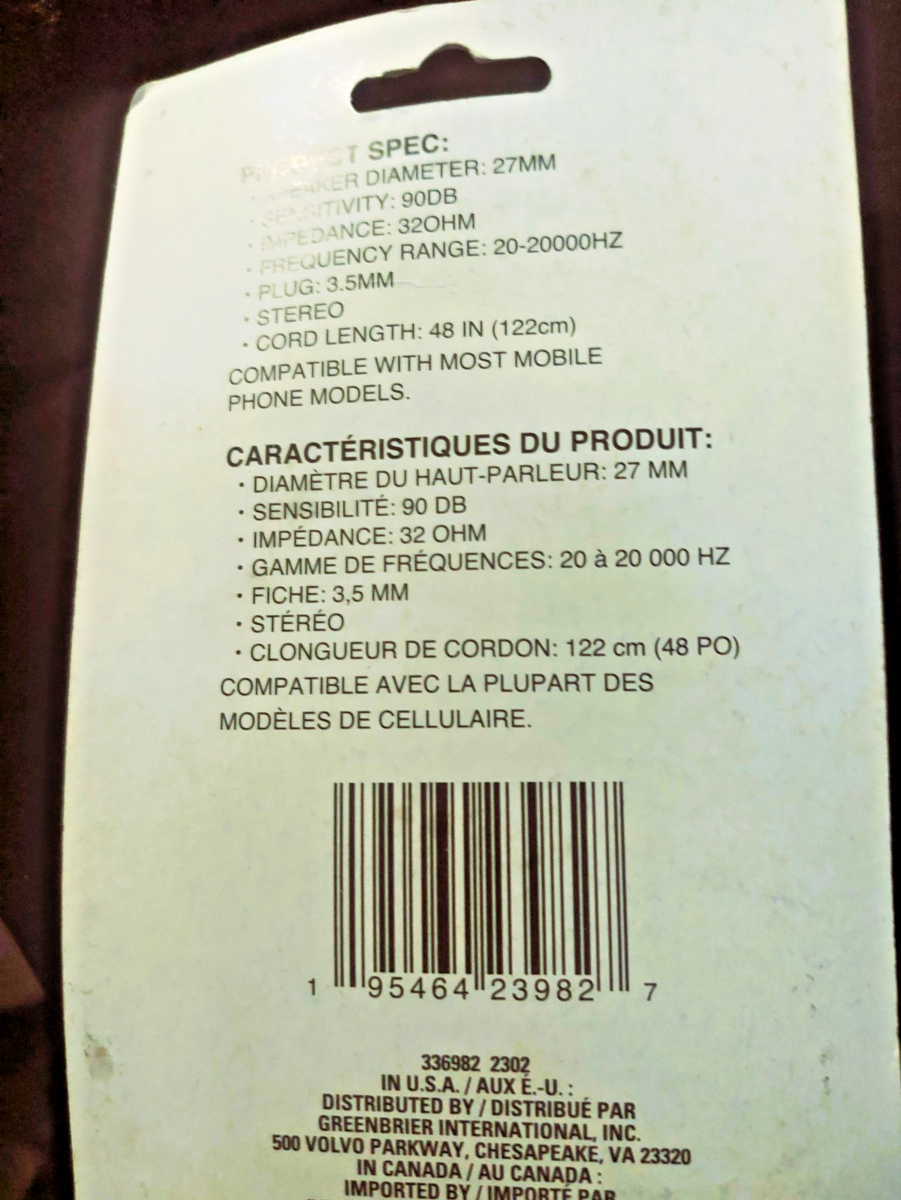 PRODUCT SPEC:
• SPEAKER DIAMETER: 27MM
• SENSITIVITY: 90DB
• IMPEDANCE: 32OHM
• FREQUENCY RANGE: 20-20000HZ
• PLUG: 3.5MM
• STEREO
• CORD LENGTH: 48 IN (122cm)
COMPATIBLE WITH MOST MOBILE
PHONE MODELS.
CARACTÉRISTIQUES DU PRODUIT:
• DIAMÈTRE DU HAUT-PARLEUR: 27 MM
• SENSIBILITÉ: 90 DB
• IMPÉDANCE: 32 OHM
• GAMME DE FRÉQUENCES: 20 à 20 000 HZ
• FICHE: 3,5 MM
• STÉRÉO
• CLONGUEUR DE CORDON: 122 cm (48 PO)
COMPATIBLE AVEC LA PLUPART DES
MODÈLES DE CELLULAIRE.
1 95464 23982 7
336982 2302
IN U.S.A. / AUX É.-U. :
DISTRIBUTED BY / DISTRIBUÉ PAR
GREENBRIER INTERNATIONAL, INC.
500 VOLVO PARKWAY, CHESAPEAKE, VA 23320
IN CANADA / AU CANADA :
IMPORTED BY / IMPORTÉ PAR